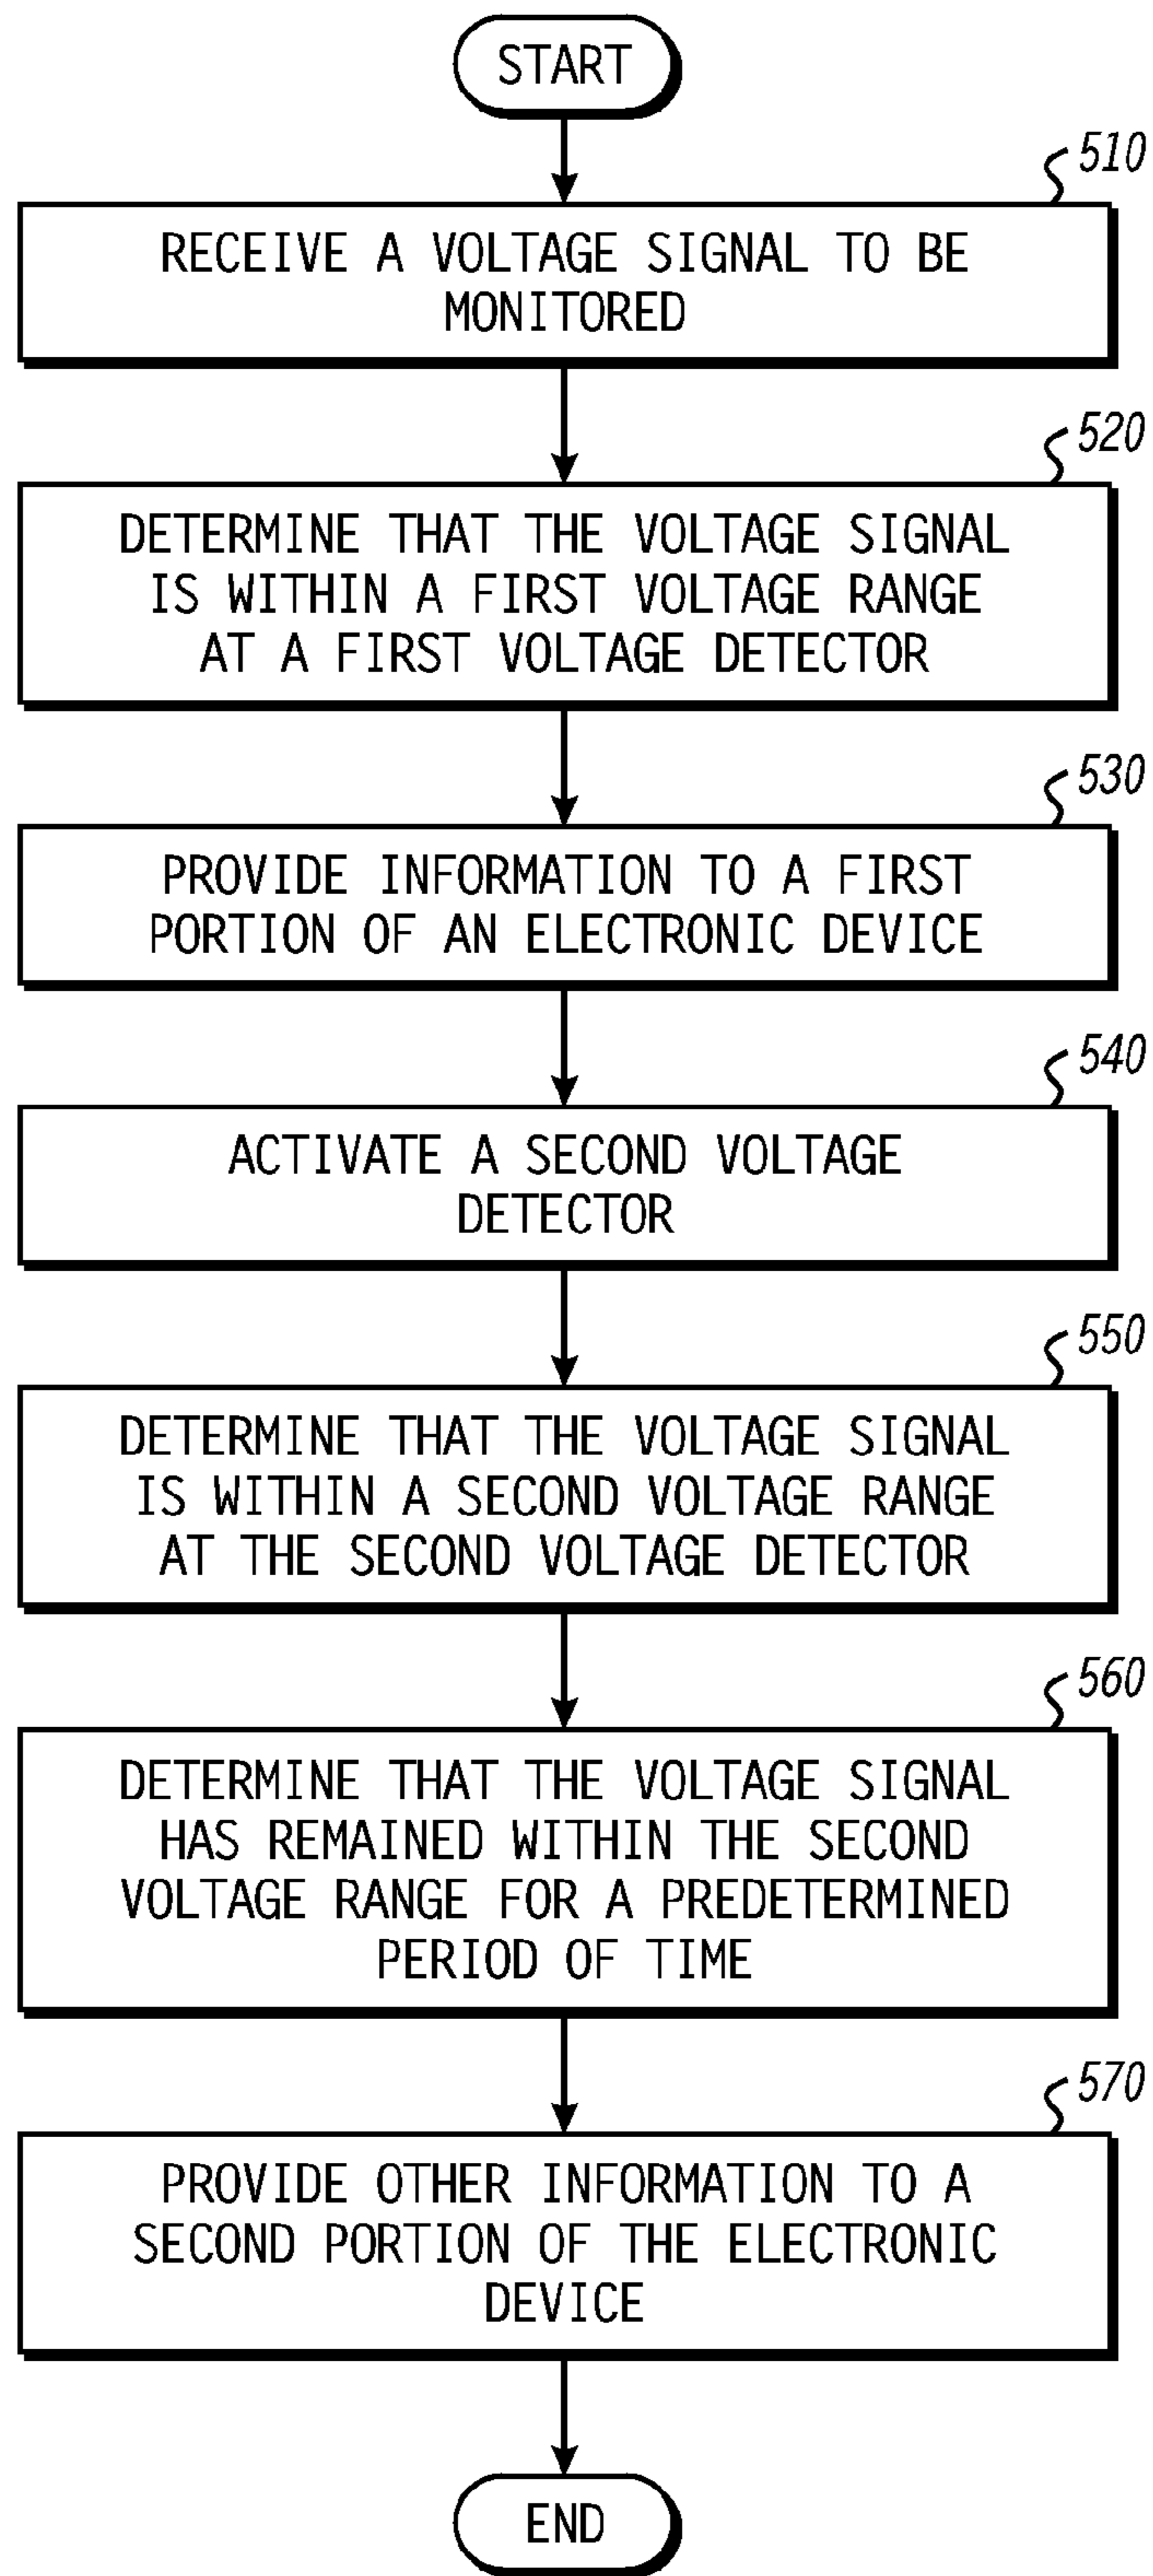 START
510
RECEIVE A VOLTAGE SIGNAL TO BE
MONITORED
520
DETERMINE THAT THE VOLTAGE SIGNAL
IS WITHIN A FIRST VOLTAGE RANGE
AT A FIRST VOLTAGE DETECTOR
530
PROVIDE INFORMATION TO A FIRST
PORTION OF AN ELECTRONIC DEVICE
540
ACTIVATE A SECOND VOLTAGE
DETECTOR
550
DETERMINE THAT THE VOLTAGE SIGNAL
IS WITHIN A SECOND VOLTAGE RANGE
AT THE SECOND VOLTAGE DETECTOR
560
DETERMINE THAT THE VOLTAGE SIGNAL
HAS REMAINED WITHIN THE SECOND
VOLTAGE RANGE FOR A PREDETERMINED
PERIOD OF TIME
570
PROVIDE OTHER INFORMATION TO A
SECOND PORTION OF THE ELECTRONIC
DEVICE
END